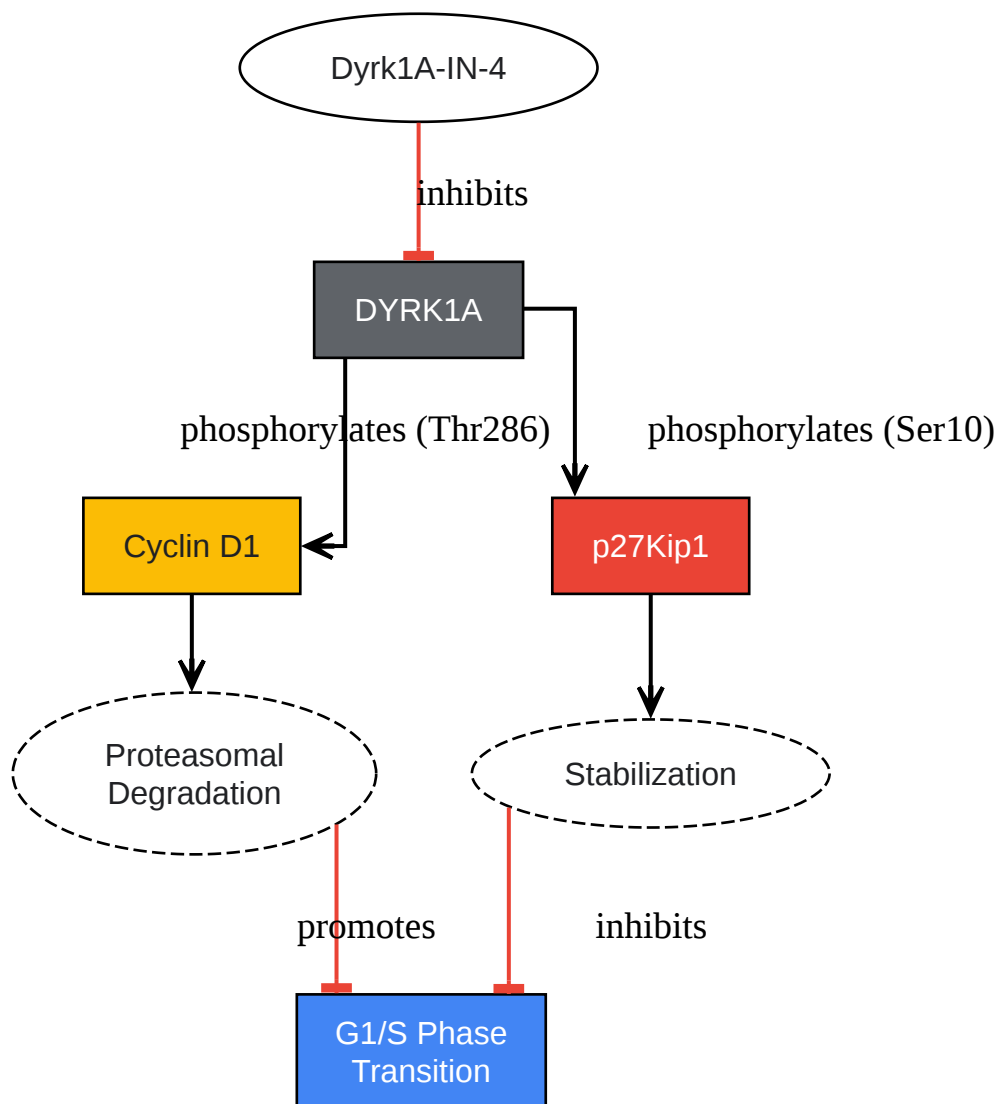 Dyrk1A-IN-4
inhibits
DYRK1A
phosphorylates (Thr286)
phosphorylates (Ser10)
Cyclin D1
p27Kip1
Proteasomal
Degradation
Stabilization
promotes
inhibits
G1/S Phase
Transition